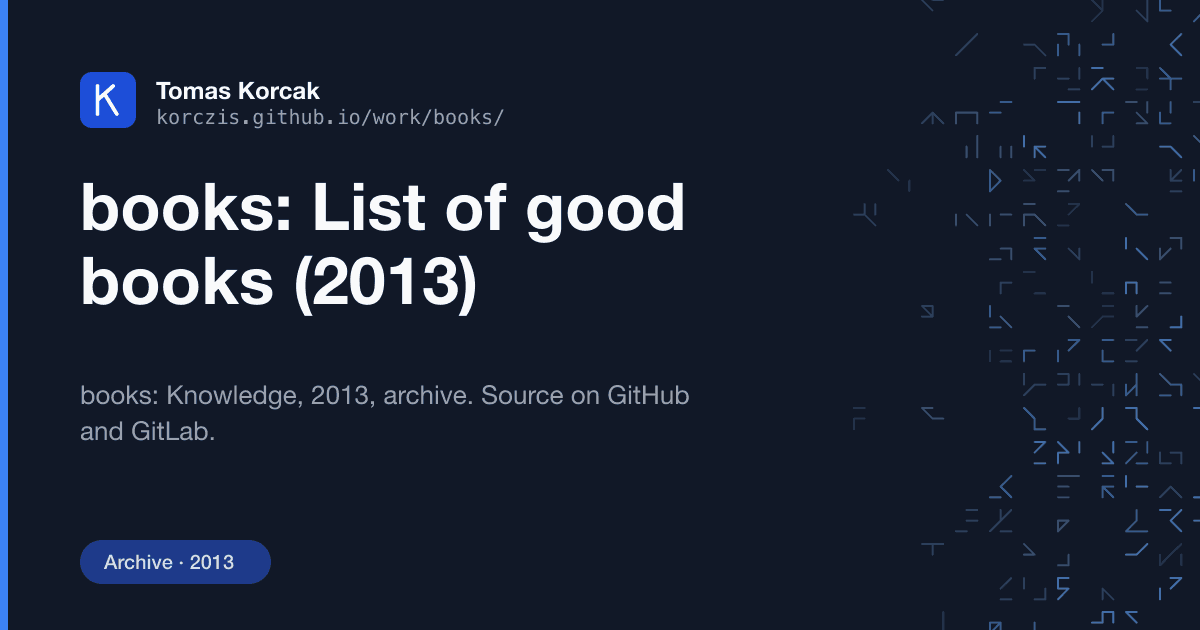 K
Tomas Korcak
korczis.github.io/work/books/
books: List of good
books (2013)
books: Knowledge, 2013, archive. Source on GitHub
and GitLab.
Archive · 2013